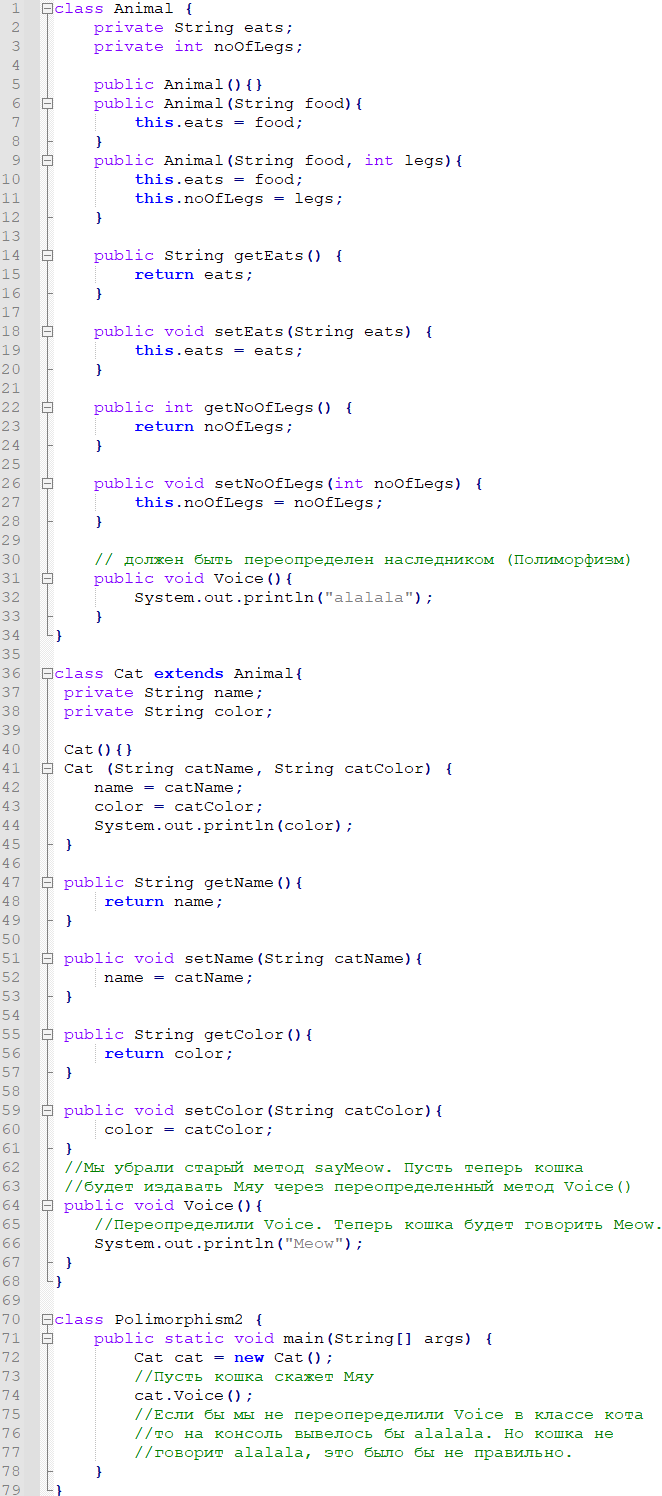 1 class Animal {
2 private String eats;
3 private int noOfLegs;
4
5 public Animal(){}
6 public Animal(String food){
7 this.eats = food;
8 }
9 public Animal(String food, int legs){
10 this.eats = food;
11 this.noOfLegs = legs;
12 }
13
14 public String getEats() {
15 return eats;
16 }
17
18 public void setEats(String eats) {
19 this.eats = eats;
20 }
21
22 public int getNoOfLegs() {
23 return noOfLegs;
24 }
25
26 public void setNoOfLegs(int noOfLegs) {
27 this.noOfLegs = noOfLegs;
28 }
29
30 // должен быть переопределен наследником (Полиморфизм)
31 public void Voice(){
32 System.out.println("alalala");
33 }
34 }
35
36 class Cat extends Animal{
37 private String name;
38 private String color;
39
40 Cat(){}
41 Cat (String catName, String catColor) {
42 name = catName;
43 color = catColor;
44 System.out.println(color);
45 }
46
47 public String getName(){
48 return name;
49 }
50
51 public void setName(String catName){
52 name = catName;
53 }
54
55 public String getColor(){
56 return color;
57 }
58
59 public void setColor(String catColor){
60 color = catColor;
61 }
62 //Мы убрали старый метод sayMeow. Пусть теперь кошка
63 //будет издавать Мяу через переопределенный метод Voice()
64 public void Voice(){
65 //Переопределили Voice. Теперь кошка будет говорить Meow.
66 System.out.println("Meow");
67 }
68 }
69
70 class Polimorphism2 {
71 public static void main(String[] args) {
72 Cat cat = new Cat();
73 //Пусть кошка скажет Мяу
74 cat.Voice();
75 //Если бы мы не переопеределили Voice в классе кота
76 //то на консоль вывелось бы alalala. Но кошка не
77 //говорит alalala, это было бы не правильно.
78 }
79 }